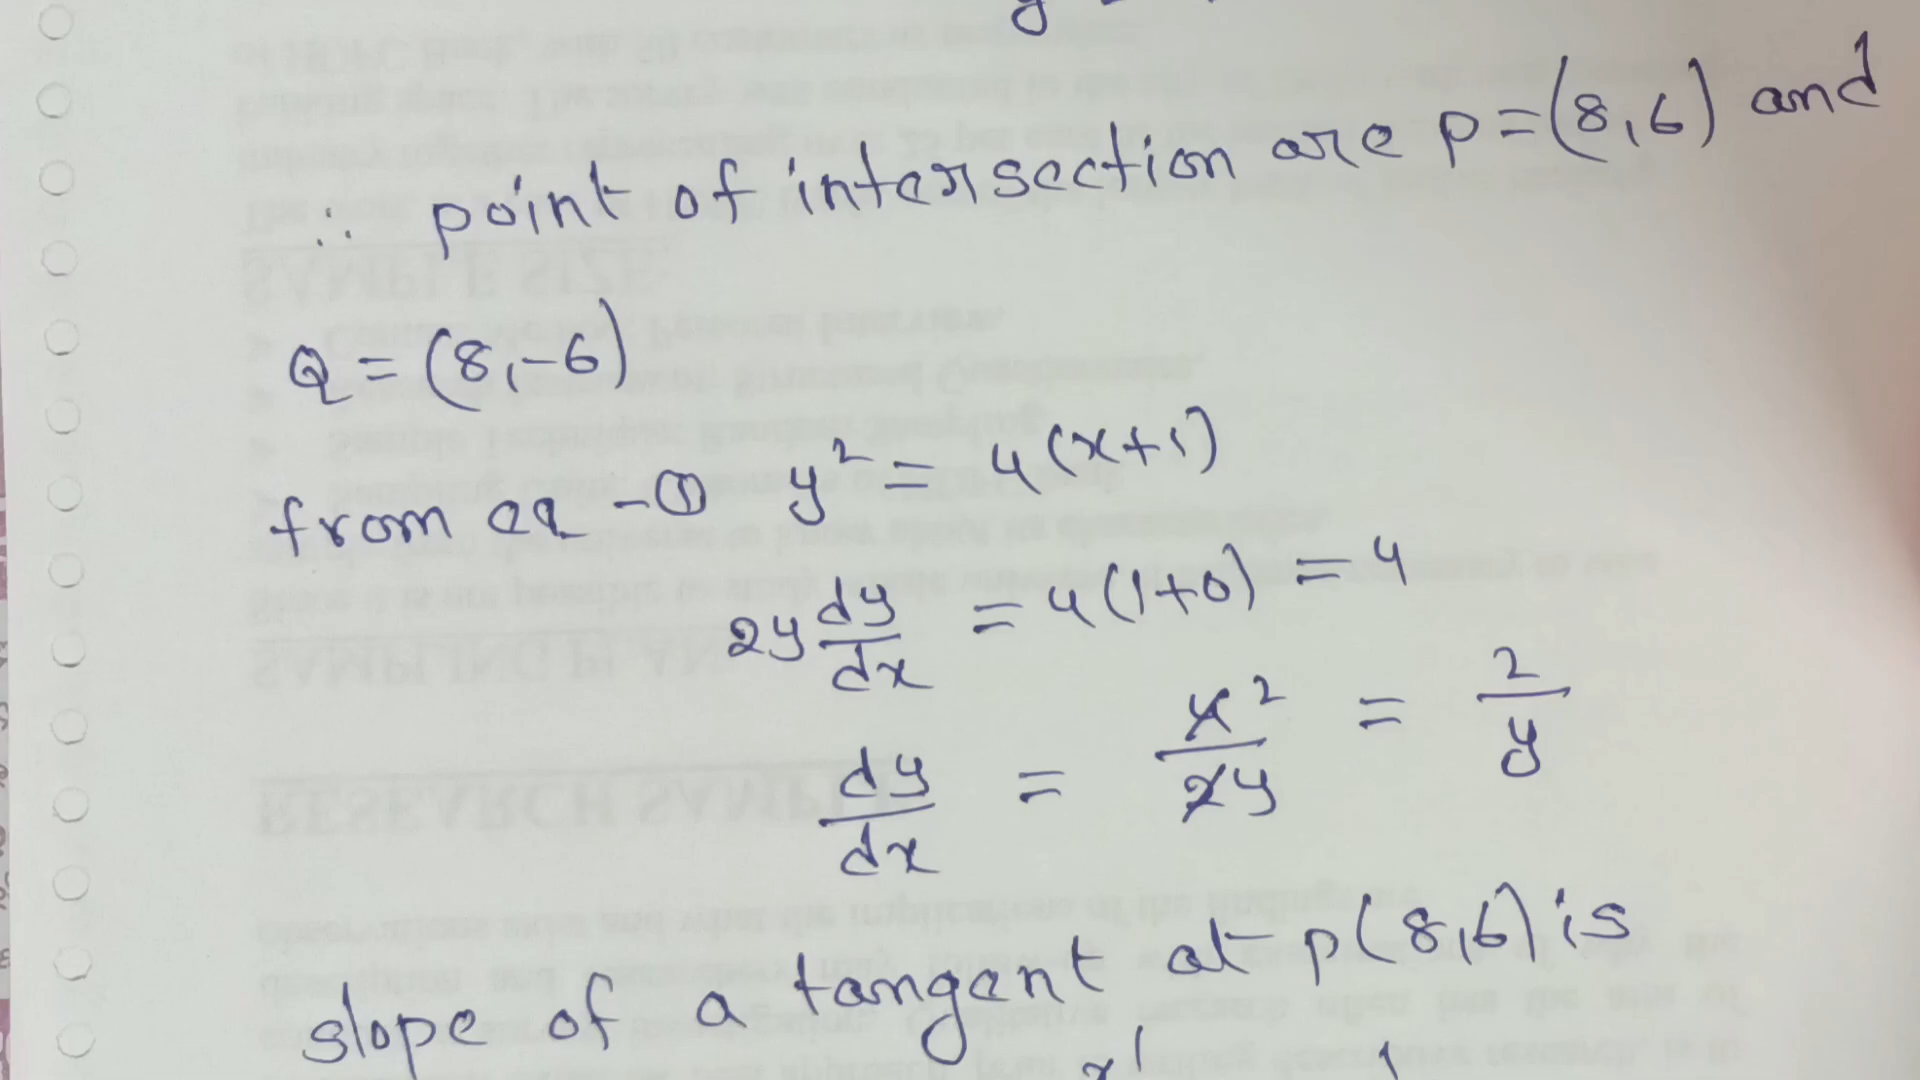 ∴ point of intersection are p=(8,6) and
Q = (8,-6)
from eq -① y² = 4(x+1)
2y dy/dx = 4(1+0) = 4
dy/dx = 4²/2y = 2/y
slope of a tangent at p(8,6) is